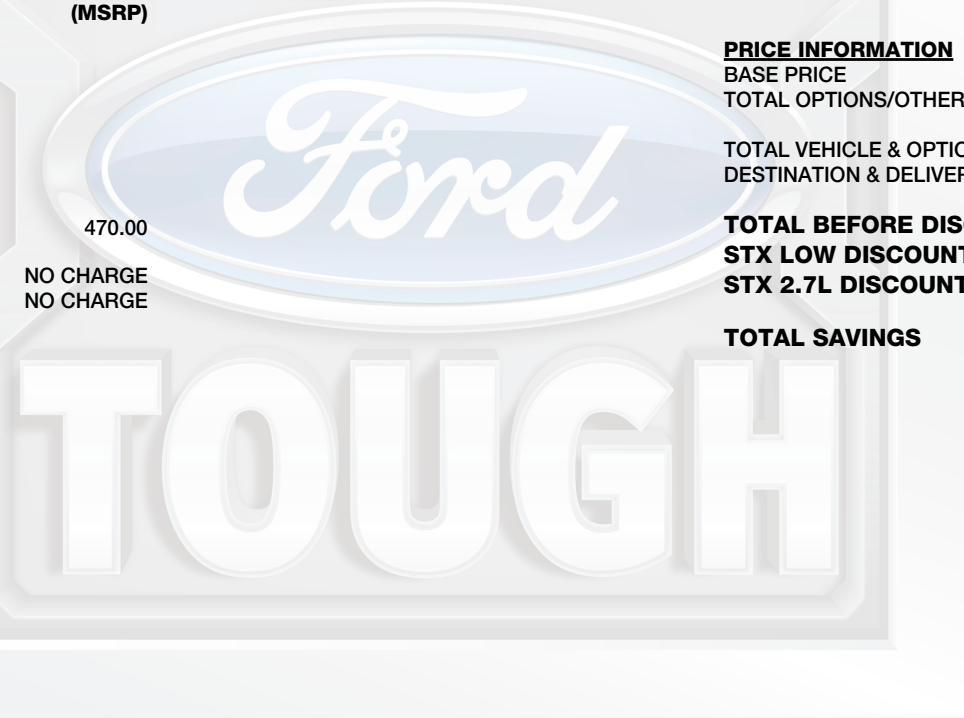 (MSRP)
470.00
NO CHARGE
NO CHARGE
PRICE INFORMATION
BASE PRICE
TOTAL OPTIONS/OTHER
TOTAL VEHICLE & OPTIO
DESTINATION & DELIVER
TOTAL BEFORE DIS
STX LOW DISCOUNT
STX 2.7L DISCOUNT
TOTAL SAVINGS
Ford
TOUGH